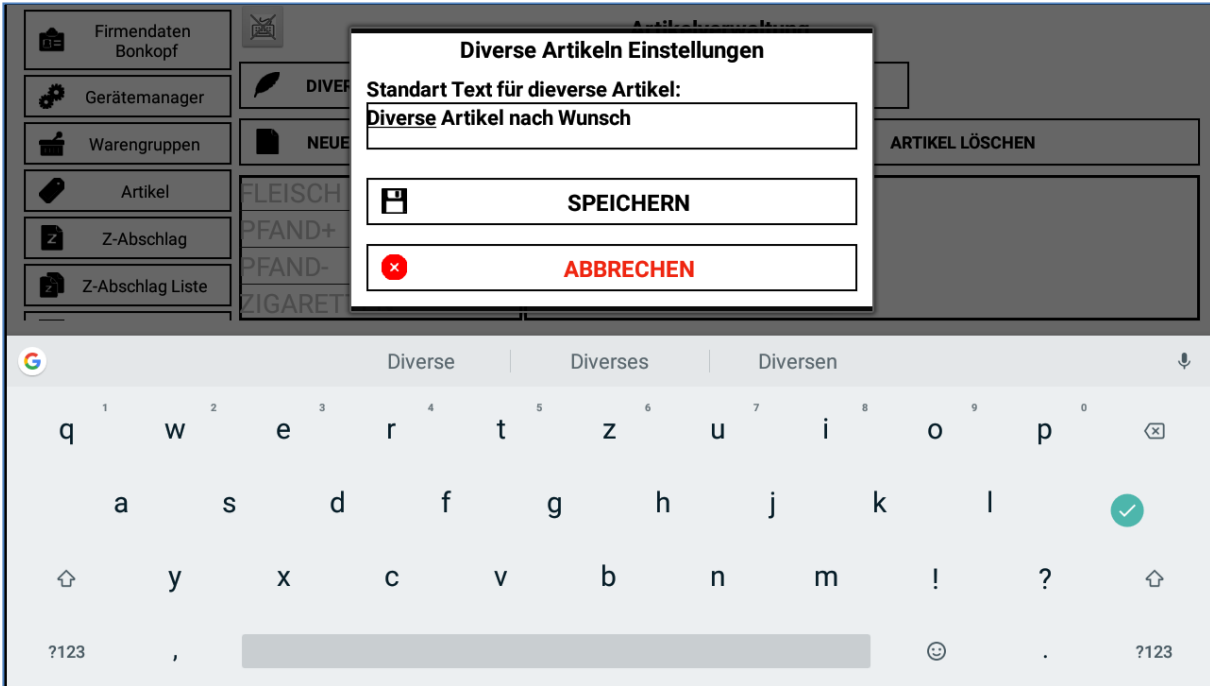 Firmendaten
Bonkopf
Gerätemanager
Warengruppen
Artikel
Z-Abschlag
Z-Abschlag Liste
Artikelverwaltung
DIVER
NEUE
ARTIKEL LÖSCHEN
FLEISCH
PFAND+
PFAND-
ZIGARET
Diverse Artikeln Einstellungen
Standart Text für dieverse Artikel:
Diverse Artikel nach Wunsch
SPEICHERN
ABBRECHEN
G Diverse Diverses Diversen
1 2 3 4 5 6 7 8 9 0
q w e r t z u i o p
a s d f g h j k l
y x c v b n m ! ?
?123 , . ?123